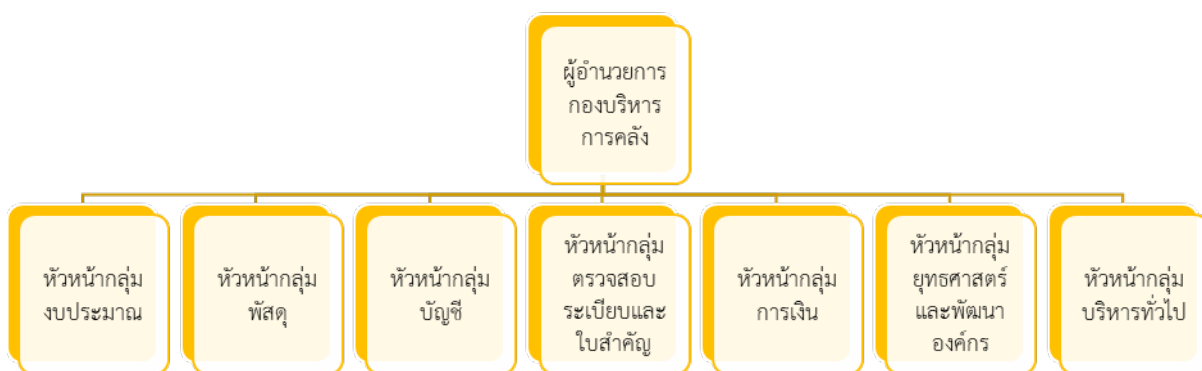 ผู้อำนวยการ
กองบริหาร
การคลัง
หัวหน้ากลุ่ม
งบประมาณ
หัวหน้ากลุ่ม
พัสดุ
หัวหน้ากลุ่ม
บัญชี
หัวหน้ากลุ่ม
ตรวจสอบ
ระเบียบและ
ใบสำคัญ
หัวหน้ากลุ่ม
การเงิน
หัวหน้ากลุ่ม
ยุทธศาสตร์
และพัฒนา
องค์กร
หัวหน้ากลุ่ม
บริหารทั่วไป